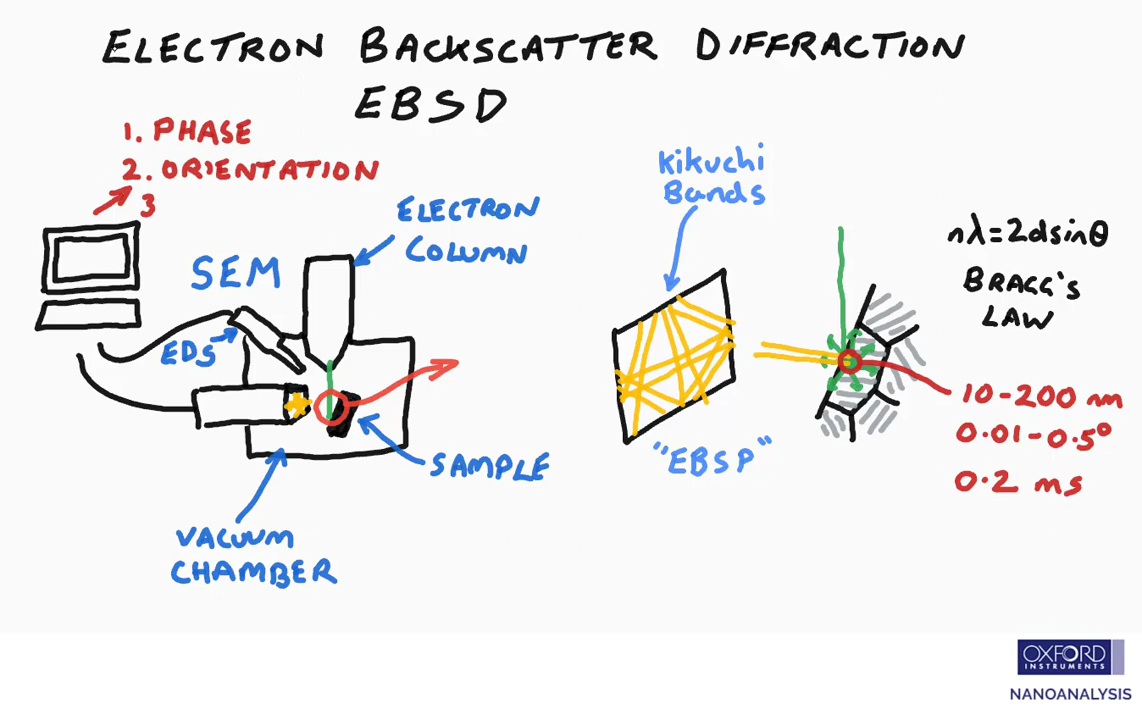 ELECTRON BACKSCATTER DIFFRACTION
EBSD
1. PHASE
2. ORIENTATION
3
ELECTRON
COLUMN
SEM
EDS
SAMPLE
VACUUM
CHAMBER
Kikuchi
Bands
"EBSP"
nλ=2dsinθ
BRAGG'S
LAW
10-200 nm
0.01-0.5°
0.2 ms
OXFORD
INSTRUMENTS
NANOANALYSIS